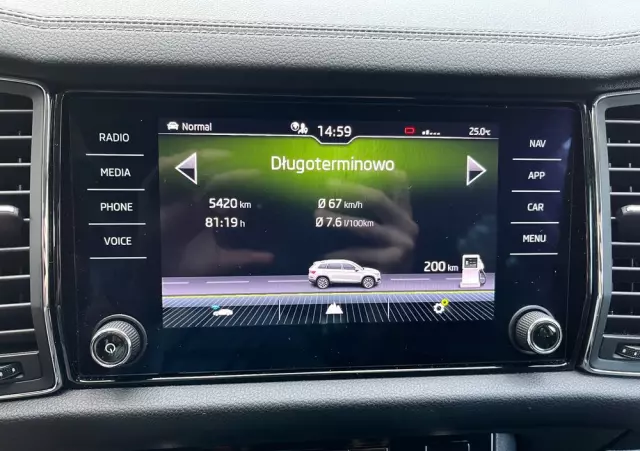 Normal 14:59 25.0°C
RADIO
MEDIA
PHONE
VOICE
Długoterminowo
5420 km Ø 67 km/h
81:19 h Ø 7.6 l/100km
200 km
NAV
APP
CAR
MENU